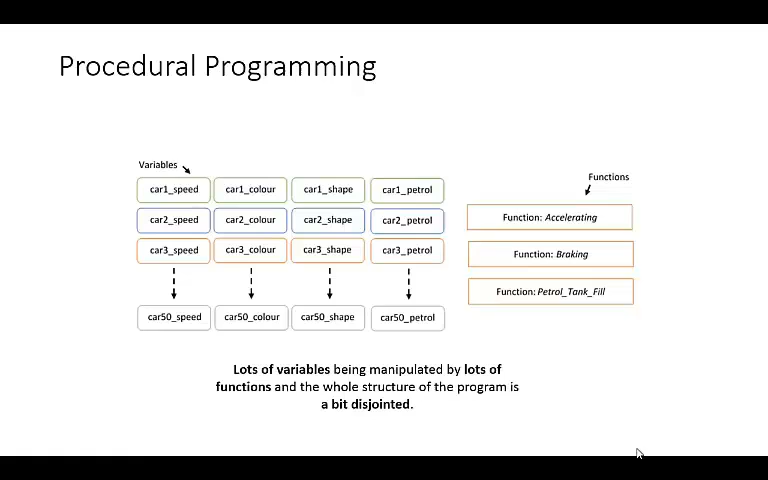 Procedural Programming
Variables
Functions
car1_speed car1_colour car1_shape car1_petrol
car2_speed car2_colour car2_shape car2_petrol
car3_speed car3_colour car3_shape car3_petrol
car50_speed car50_colour car50_shape car50_petrol
Function: Accelerating
Function: Braking
Function: Petrol_Tank_Fill
Lots of variables being manipulated by lots of
functions and the whole structure of the program is
a bit disjointed.